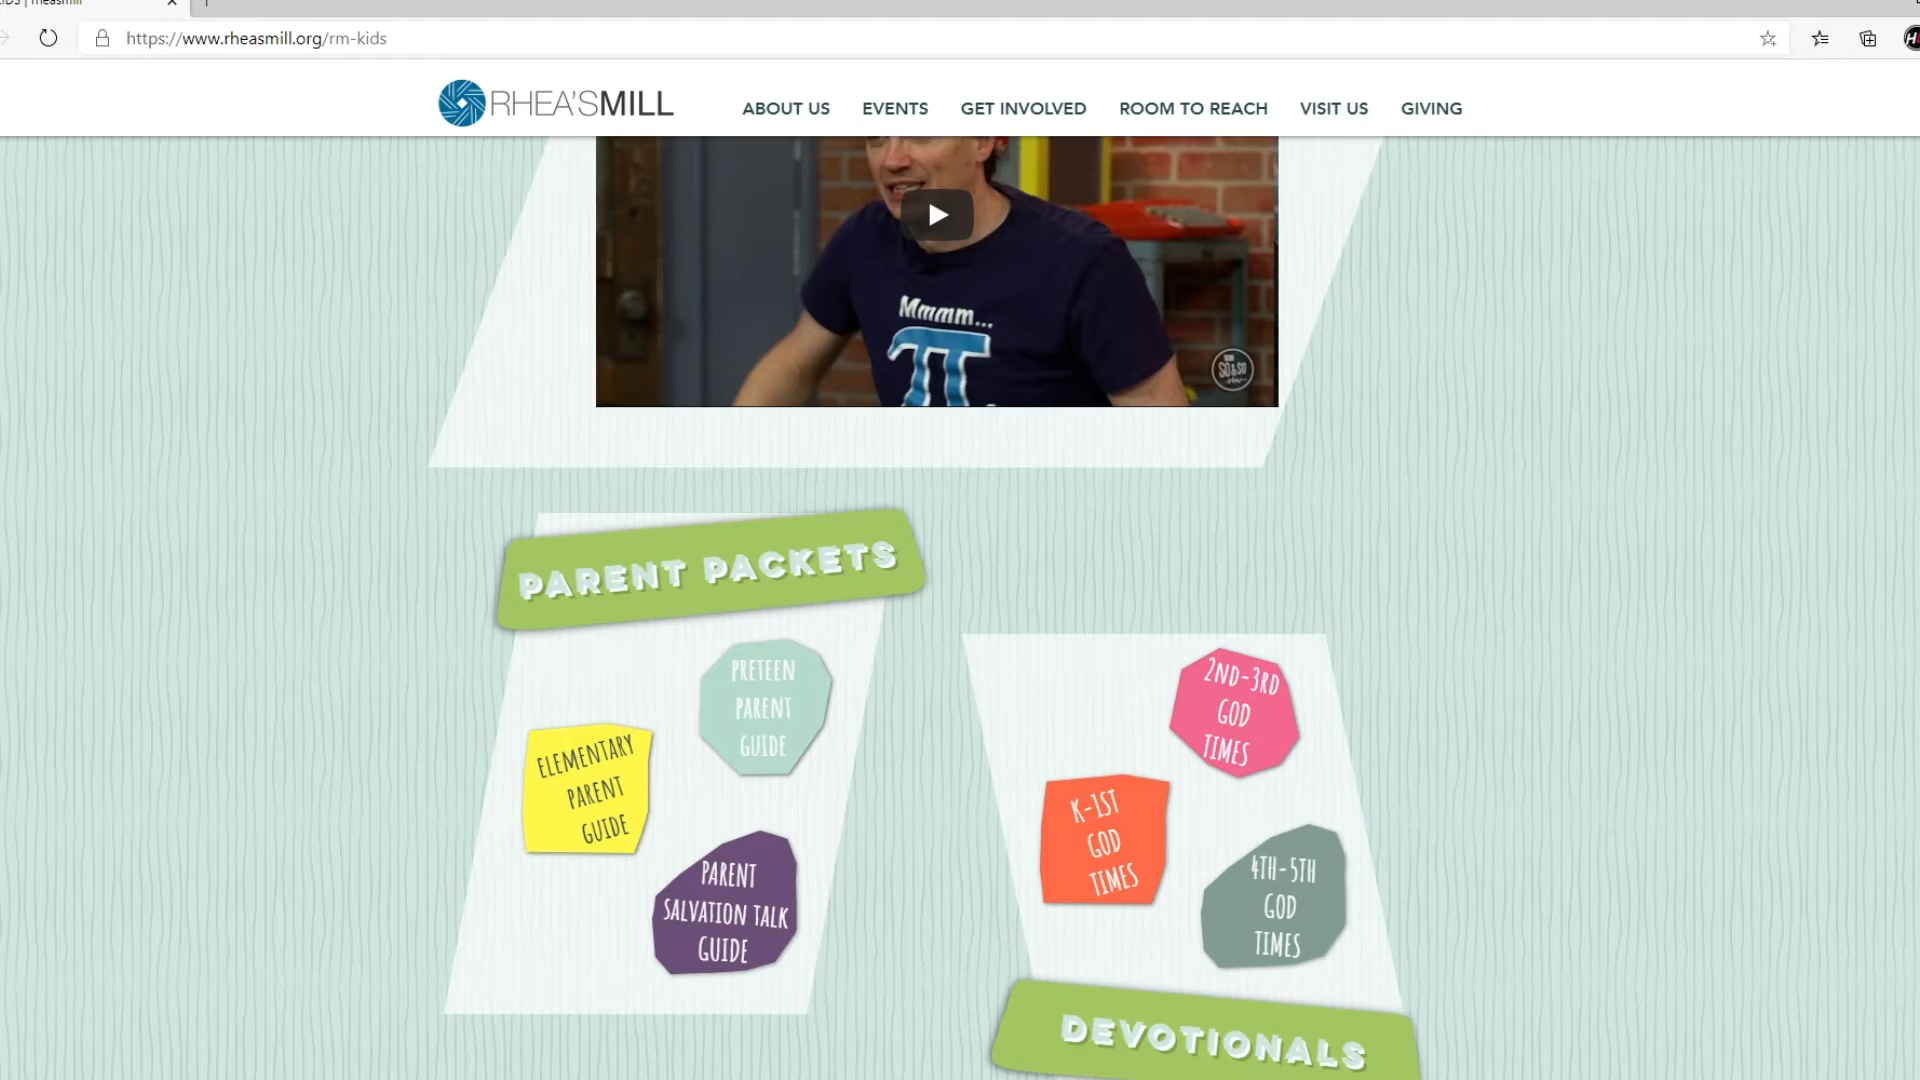 https://www.rheasmill.org/rm-kids
RHEA'SMILL
ABOUT US
EVENTS
GET INVOLVED
ROOM TO REACH
VISIT US
GIVING
Mmmm...
π
SO&SO
PARENT PACKETS
PRETEEN
PARENT
GUIDE
ELEMENTARY
PARENT
GUIDE
PARENT
SALVATION TALK
GUIDE
2ND-3RD
GOD
TIMES
K-1ST
GOD
TIMES
4TH-5TH
GOD
TIMES
DEVOTIONALS